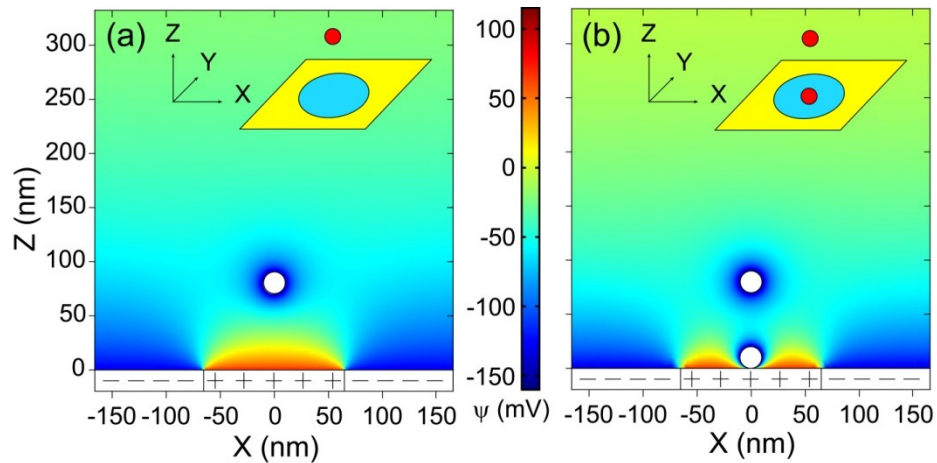 (a)
Z
Y
X
300
250
200
150
100
50
0
Z (nm)
− − − − − + + + + + − − − − −
-150 -100 -50 0 50 100 150
X (nm)
100
50
0
-50
-100
-150
ψ (mV)
(b)
Z
Y
X
− − − − − + + + + + − − − − −
-150 -100 -50 0 50 100 150
X (nm)